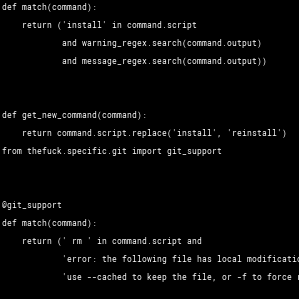 def match(command):
    return ('install' in command.script
            and warning_regex.search(command.output)
            and message_regex.search(command.output))
def get_new_command(command):
    return command.script.replace('install', 'reinstall')
from thefuck.specific.git import git_support
@git_support
def match(command):
    return (' rm ' in command.script and
            'error: the following file has local
            'use --cached to keep the file, or -f to force